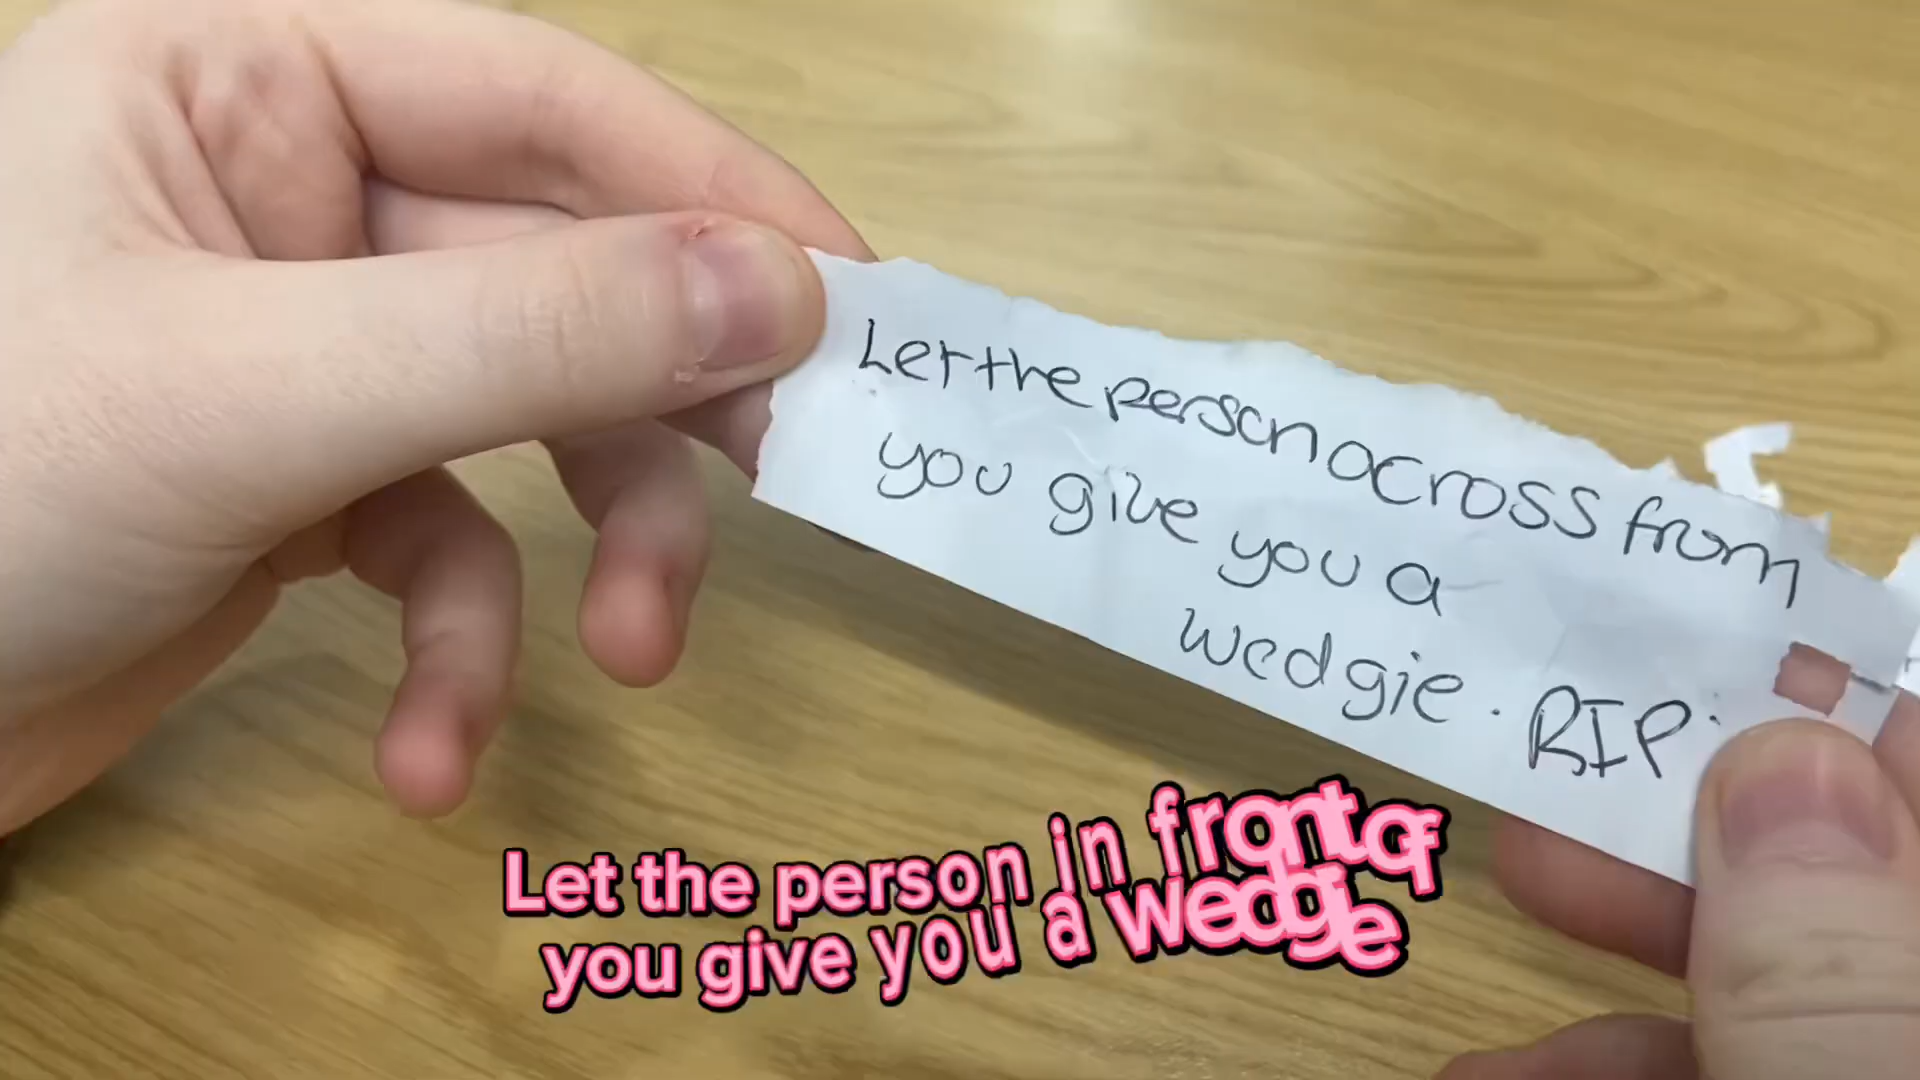 Let the person across from
you give you a
wedgie. RIP.
Let the person in front of
you give you a wedgie